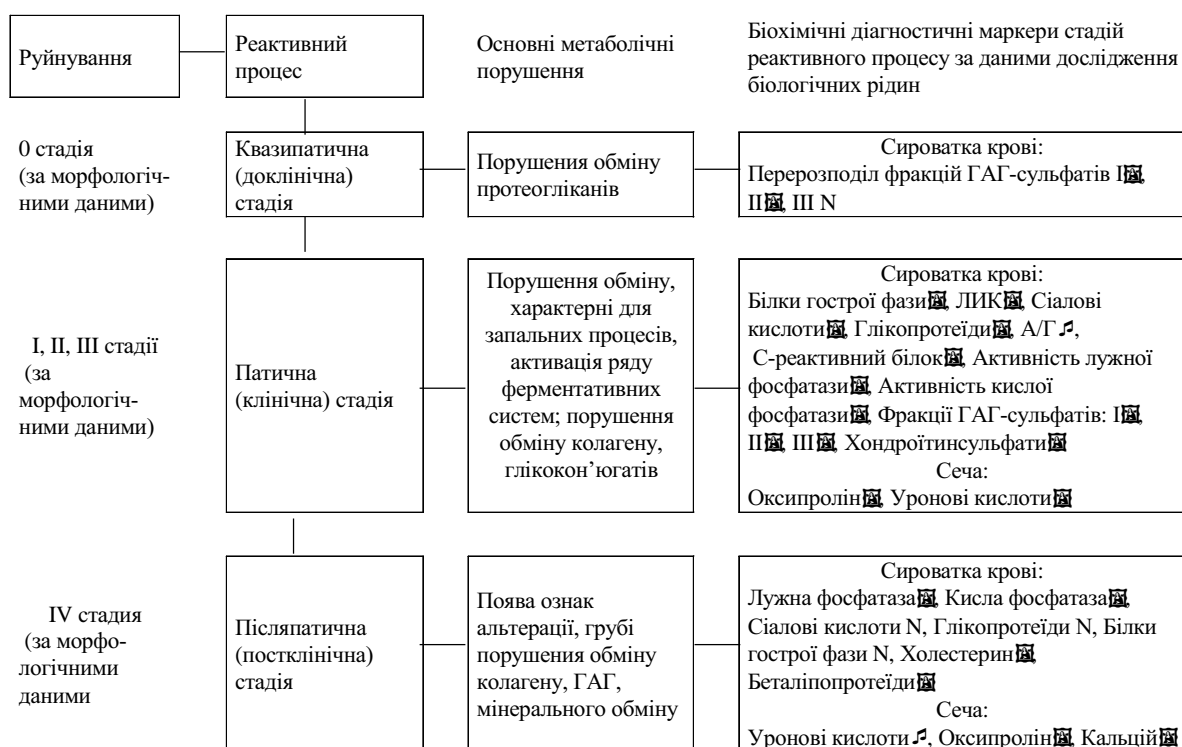 Руйнування
Реактивний
процес
Основні метаболічні
порушення
Біохімічні діагностичні маркери стадій
реактивного процесу за даними дослідження
біологічних рідин
0 стадія
(за морфологіч-
ними даними)
Квазипатична
(доклінічна)
стадія
Порушення обміну
протеогліканів
Сироватка крові:
Перерозподіл фракцій ГАГ-сульфатів I🖼,
II🖼, III N
I, II, III стадії
(за
морфологіч-
ними даними)
Патична
(клінічна) стадія
Порушення обміну,
характерні для
запальних процесів,
активація ряду
ферментативних
систем; порушення
обміну колагену,
глікокон’югатів
Сироватка крові:
Білки гострої фази🖼, ЛИК🖼, Сіалові
кислоти🖼, Глікопротеїди🖼, А/Г♬,
С-реактивний білок🖼, Активність лужної
фосфатази🖼, Активність кислої
фосфатази🖼, Фракції ГАГ-сульфатів: I🖼,
II🖼, III🖼, Хондроїтинсульфати🖼
Сеча:
Оксипролін🖼, Уронові кислоти🖼
IV стадия
(за морфо-
логічними
даними
Післяпатична
(постклінічна)
стадія
Поява ознак
альтерації, грубі
порушення обміну
колагену, ГАГ,
мінерального обміну
Сироватка крові:
Лужна фосфатаза🖼, Кисла фосфатаза🖼,
Сіалові кислоти N, Глікопротеїди N, Білки
гострої фази N, Холестерин🖼,
Беталіпопротеїди🖼
Сеча:
Уронові кислоти♬, Оксипролін🖼, Кальцій🖼